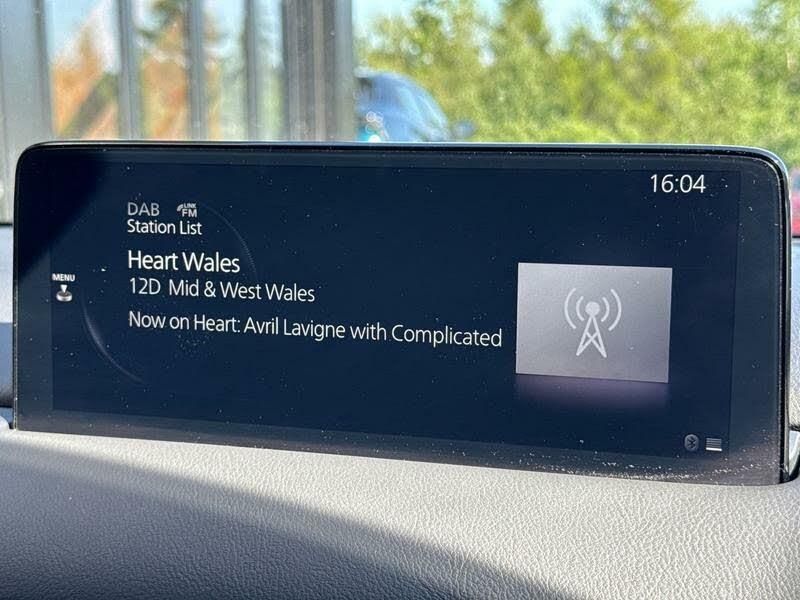 16:04
DAB LINK FM
Station List
Heart Wales
MENU
12D Mid & West Wales
Now on Heart: Avril Lavigne with Complicated